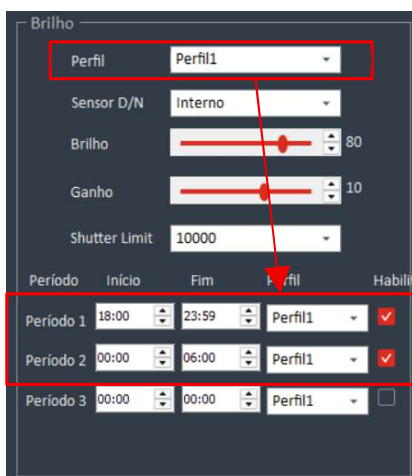 Brilho
Perfil Perfil1
Sensor D/N Interno
Brilho 80
Ganho 10
Shutter Limit 10000
Período Início Fim Perfil Habilit
Período 1 18:00 23:59 Perfil1
Período 2 00:00 06:00 Perfil1
Período 3 00:00 00:00 Perfil1